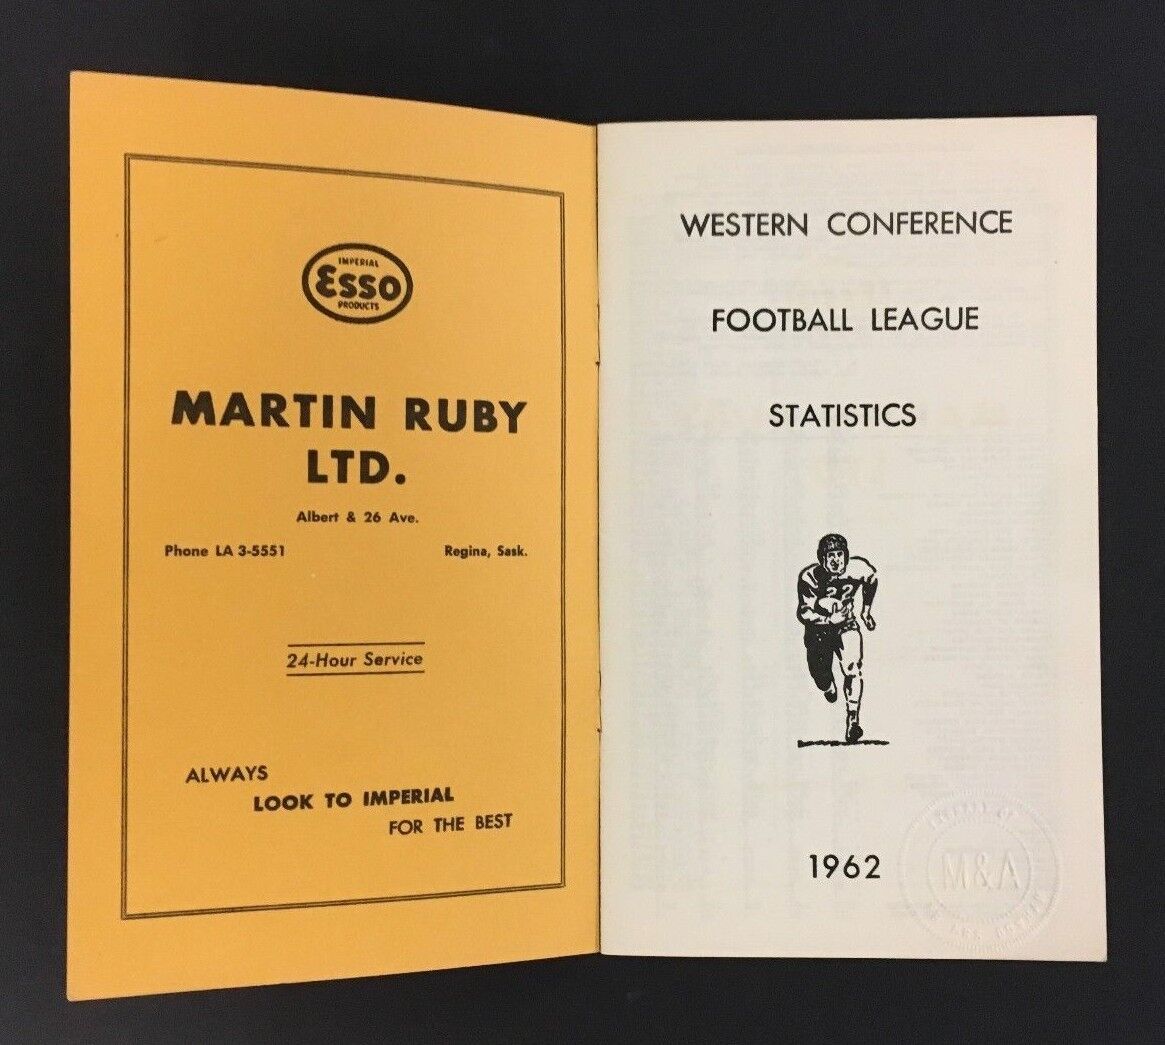 IMPERIAL
Esso
PRODUCTS
MARTIN RUBY
LTD.
Albert & 26 Ave.
Phone LA 3-5551 Regina, Sask.
24-Hour Service
ALWAYS
LOOK TO IMPERIAL
FOR THE BEST
WESTERN CONFERENCE
FOOTBALL LEAGUE
STATISTICS
22
1962
M&A